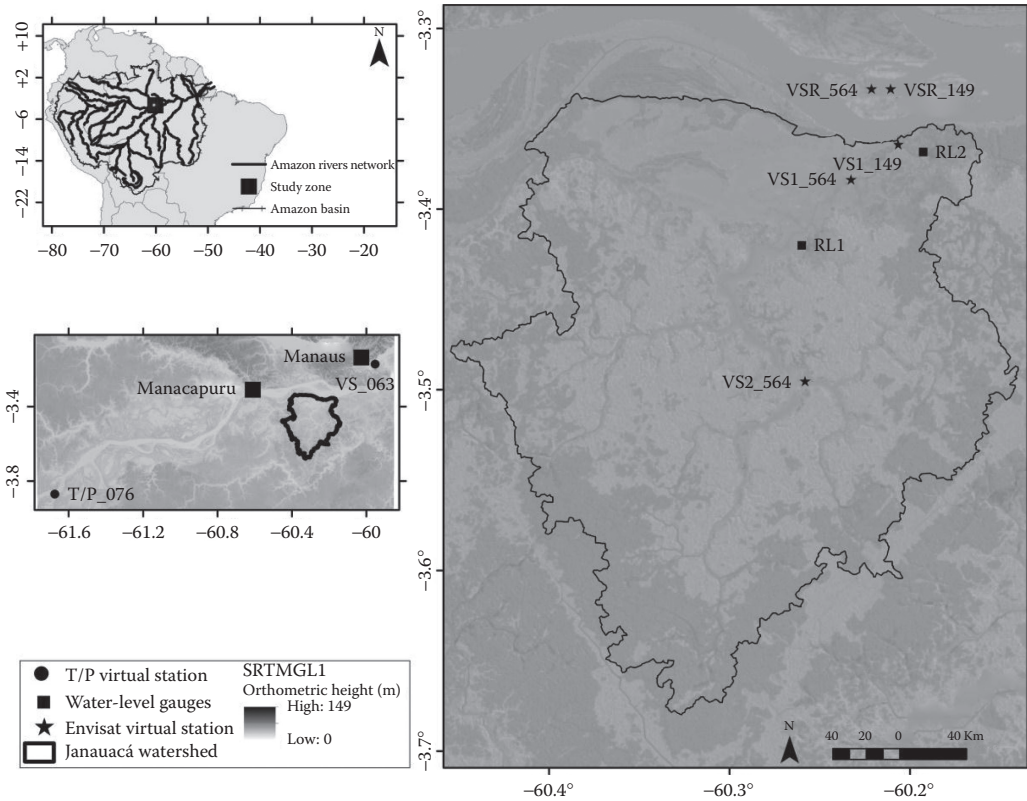 N
+10
+2
−6
−14
−22
Amazon rivers network
Study zone
Amazon basin
−80
−70
−60
−50
−40
−30
−20
Manaus
VS_063
Manacapuru
T/P_076
−3.4
−3.8
−61.6
−61.2
−60.8
−60.4
−60
T/P virtual station
Water-level gauges
Envisat virtual station
Janauacá watershed
SRTMGL1
Orthometric height (m)
High: 149
Low: 0
−3.3°
−3.4°
−3.5°
−3.6°
−3.7°
VSR_564
VSR_149
VS1_149
RL2
VS1_564
RL1
VS2_564
N
40
20
0
40 Km
−60.4°
−60.3°
−60.2°